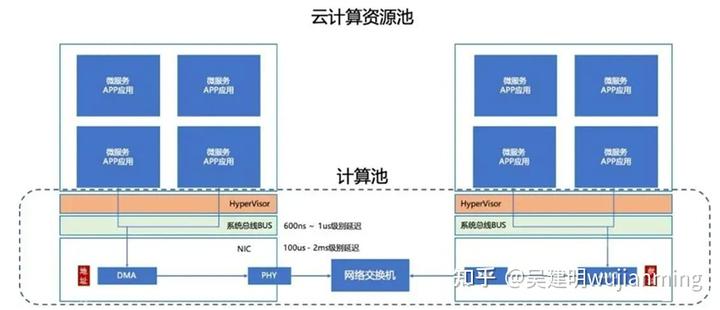 云计算资源池
微服务
APP应用
微服务
APP应用
微服务
APP应用
微服务
APP应用
微服务
APP应用
微服务
APP应用
微服务
APP应用
微服务
APP应用
计算池
HyperVisor
HyperVisor
系统总线BUS
600ns ~ 1us级别延迟
系统总线BUS
NIC
100us - 2ms级别延迟
地址
DMA
PHY
网络交换机
知乎 @吴建明wujianming